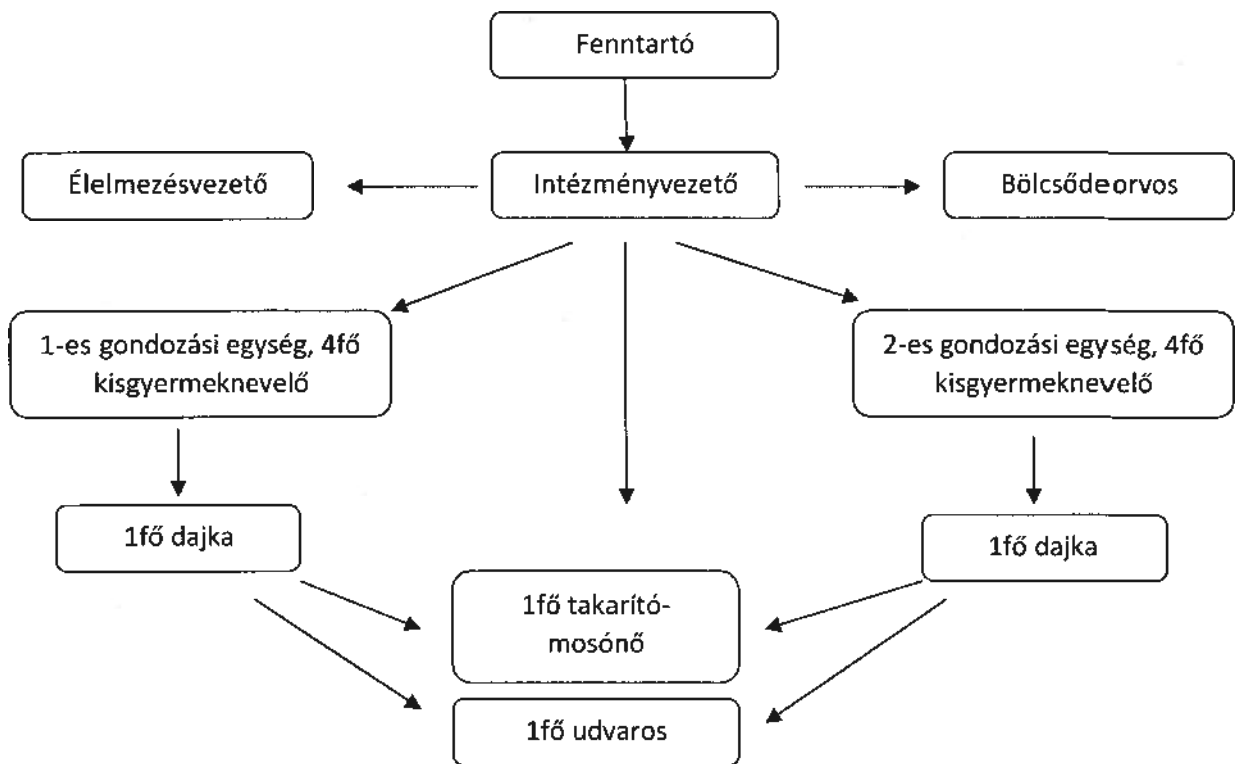 Fenntartó
Élelmezésvezető
Intézményvezető
Bölcsődeorvos
1-es gondozási egység, 4fő
kisgyermeknevelő
2-es gondozási egység, 4fő
kisgyermeknevelő
1fő dajka
1fő dajka
1fő takarító-
mosónő
1fő udvaros